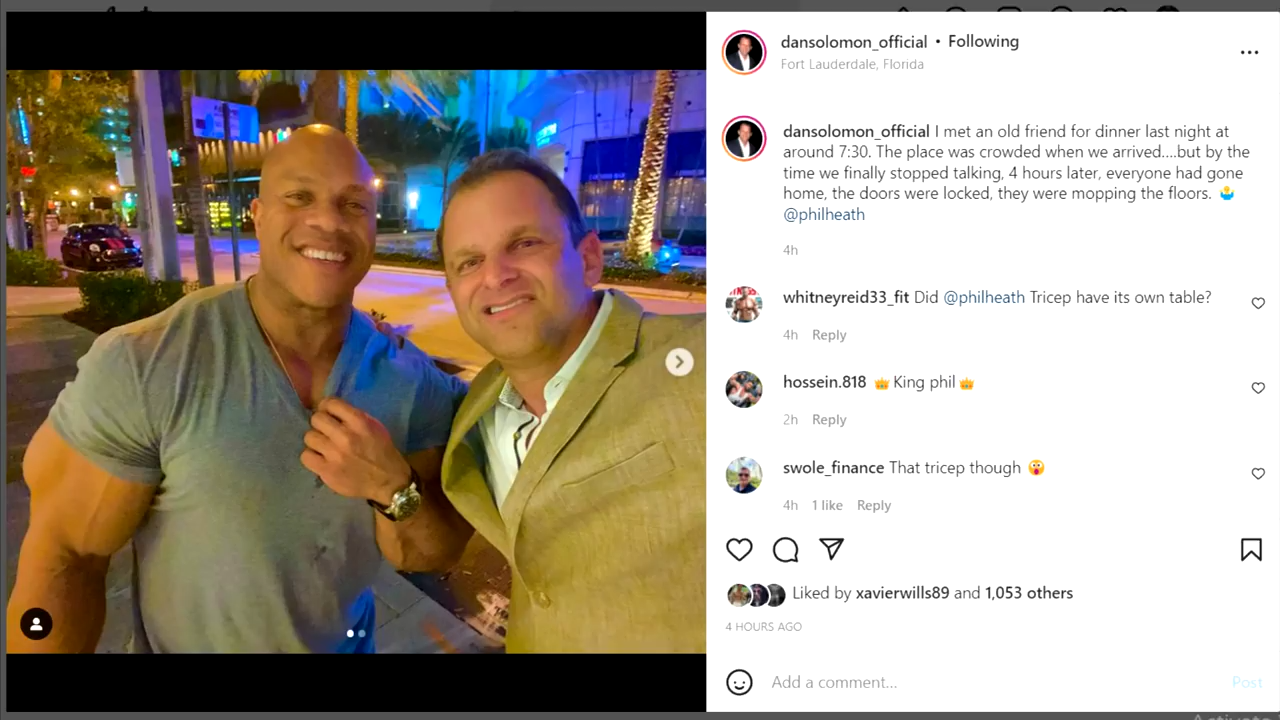 dansolomon_official • Following
Fort Lauderdale, Florida
dansolomon_official I met an old friend for dinner last night at
around 7:30. The place was crowded when we arrived....but by the
time we finally stopped talking, 4 hours later, everyone had gone
home, the doors were locked, they were mopping the floors. 🤷‍♂️
@philheath
4h
whitneyreid33_fit Did @philheath Tricep have its own table?
4h Reply
hossein.818 👑 King phil 👑
2h Reply
swole_finance That tricep though 😲
4h 1 like Reply
Liked by xavierwills89 and 1,053 others
4 HOURS AGO
Add a comment... Post